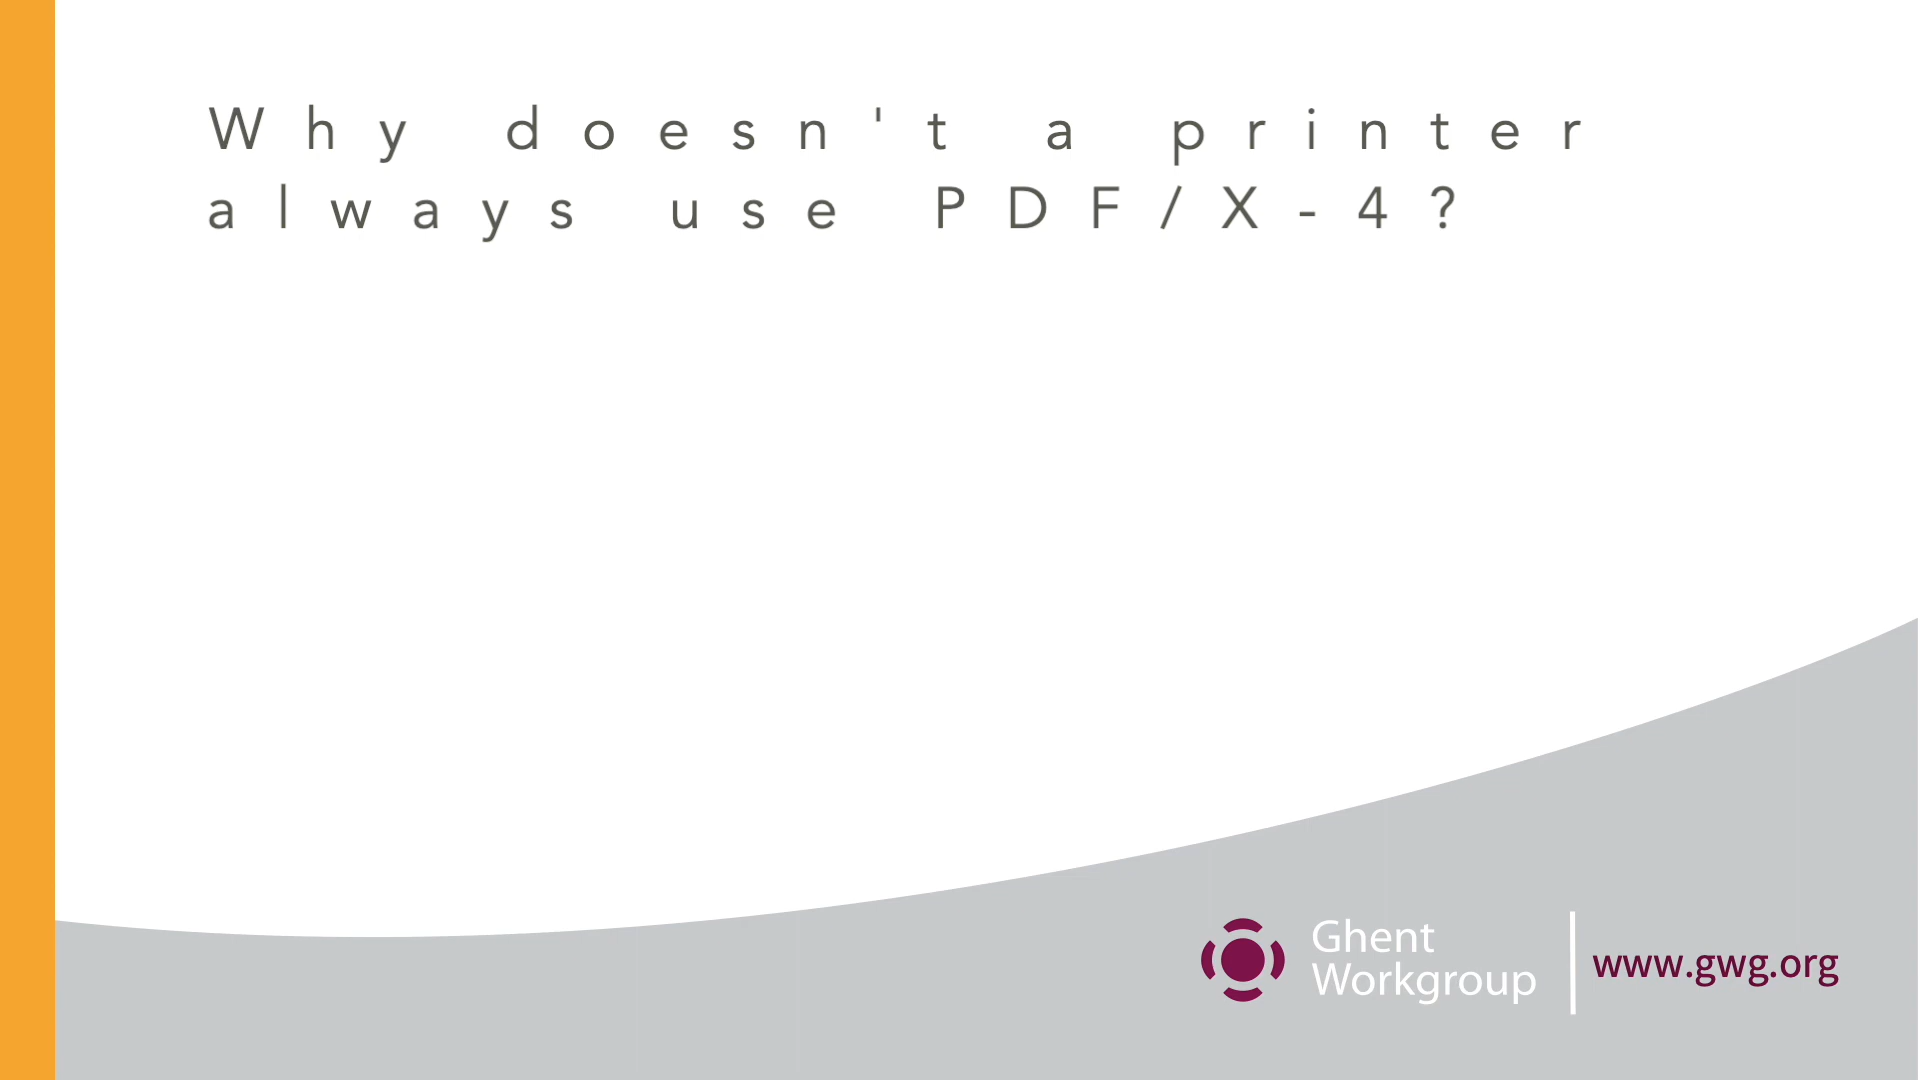 Why doesn't a printer
always use PDF/X-4?
Ghent
Workgroup
www.gwg.org